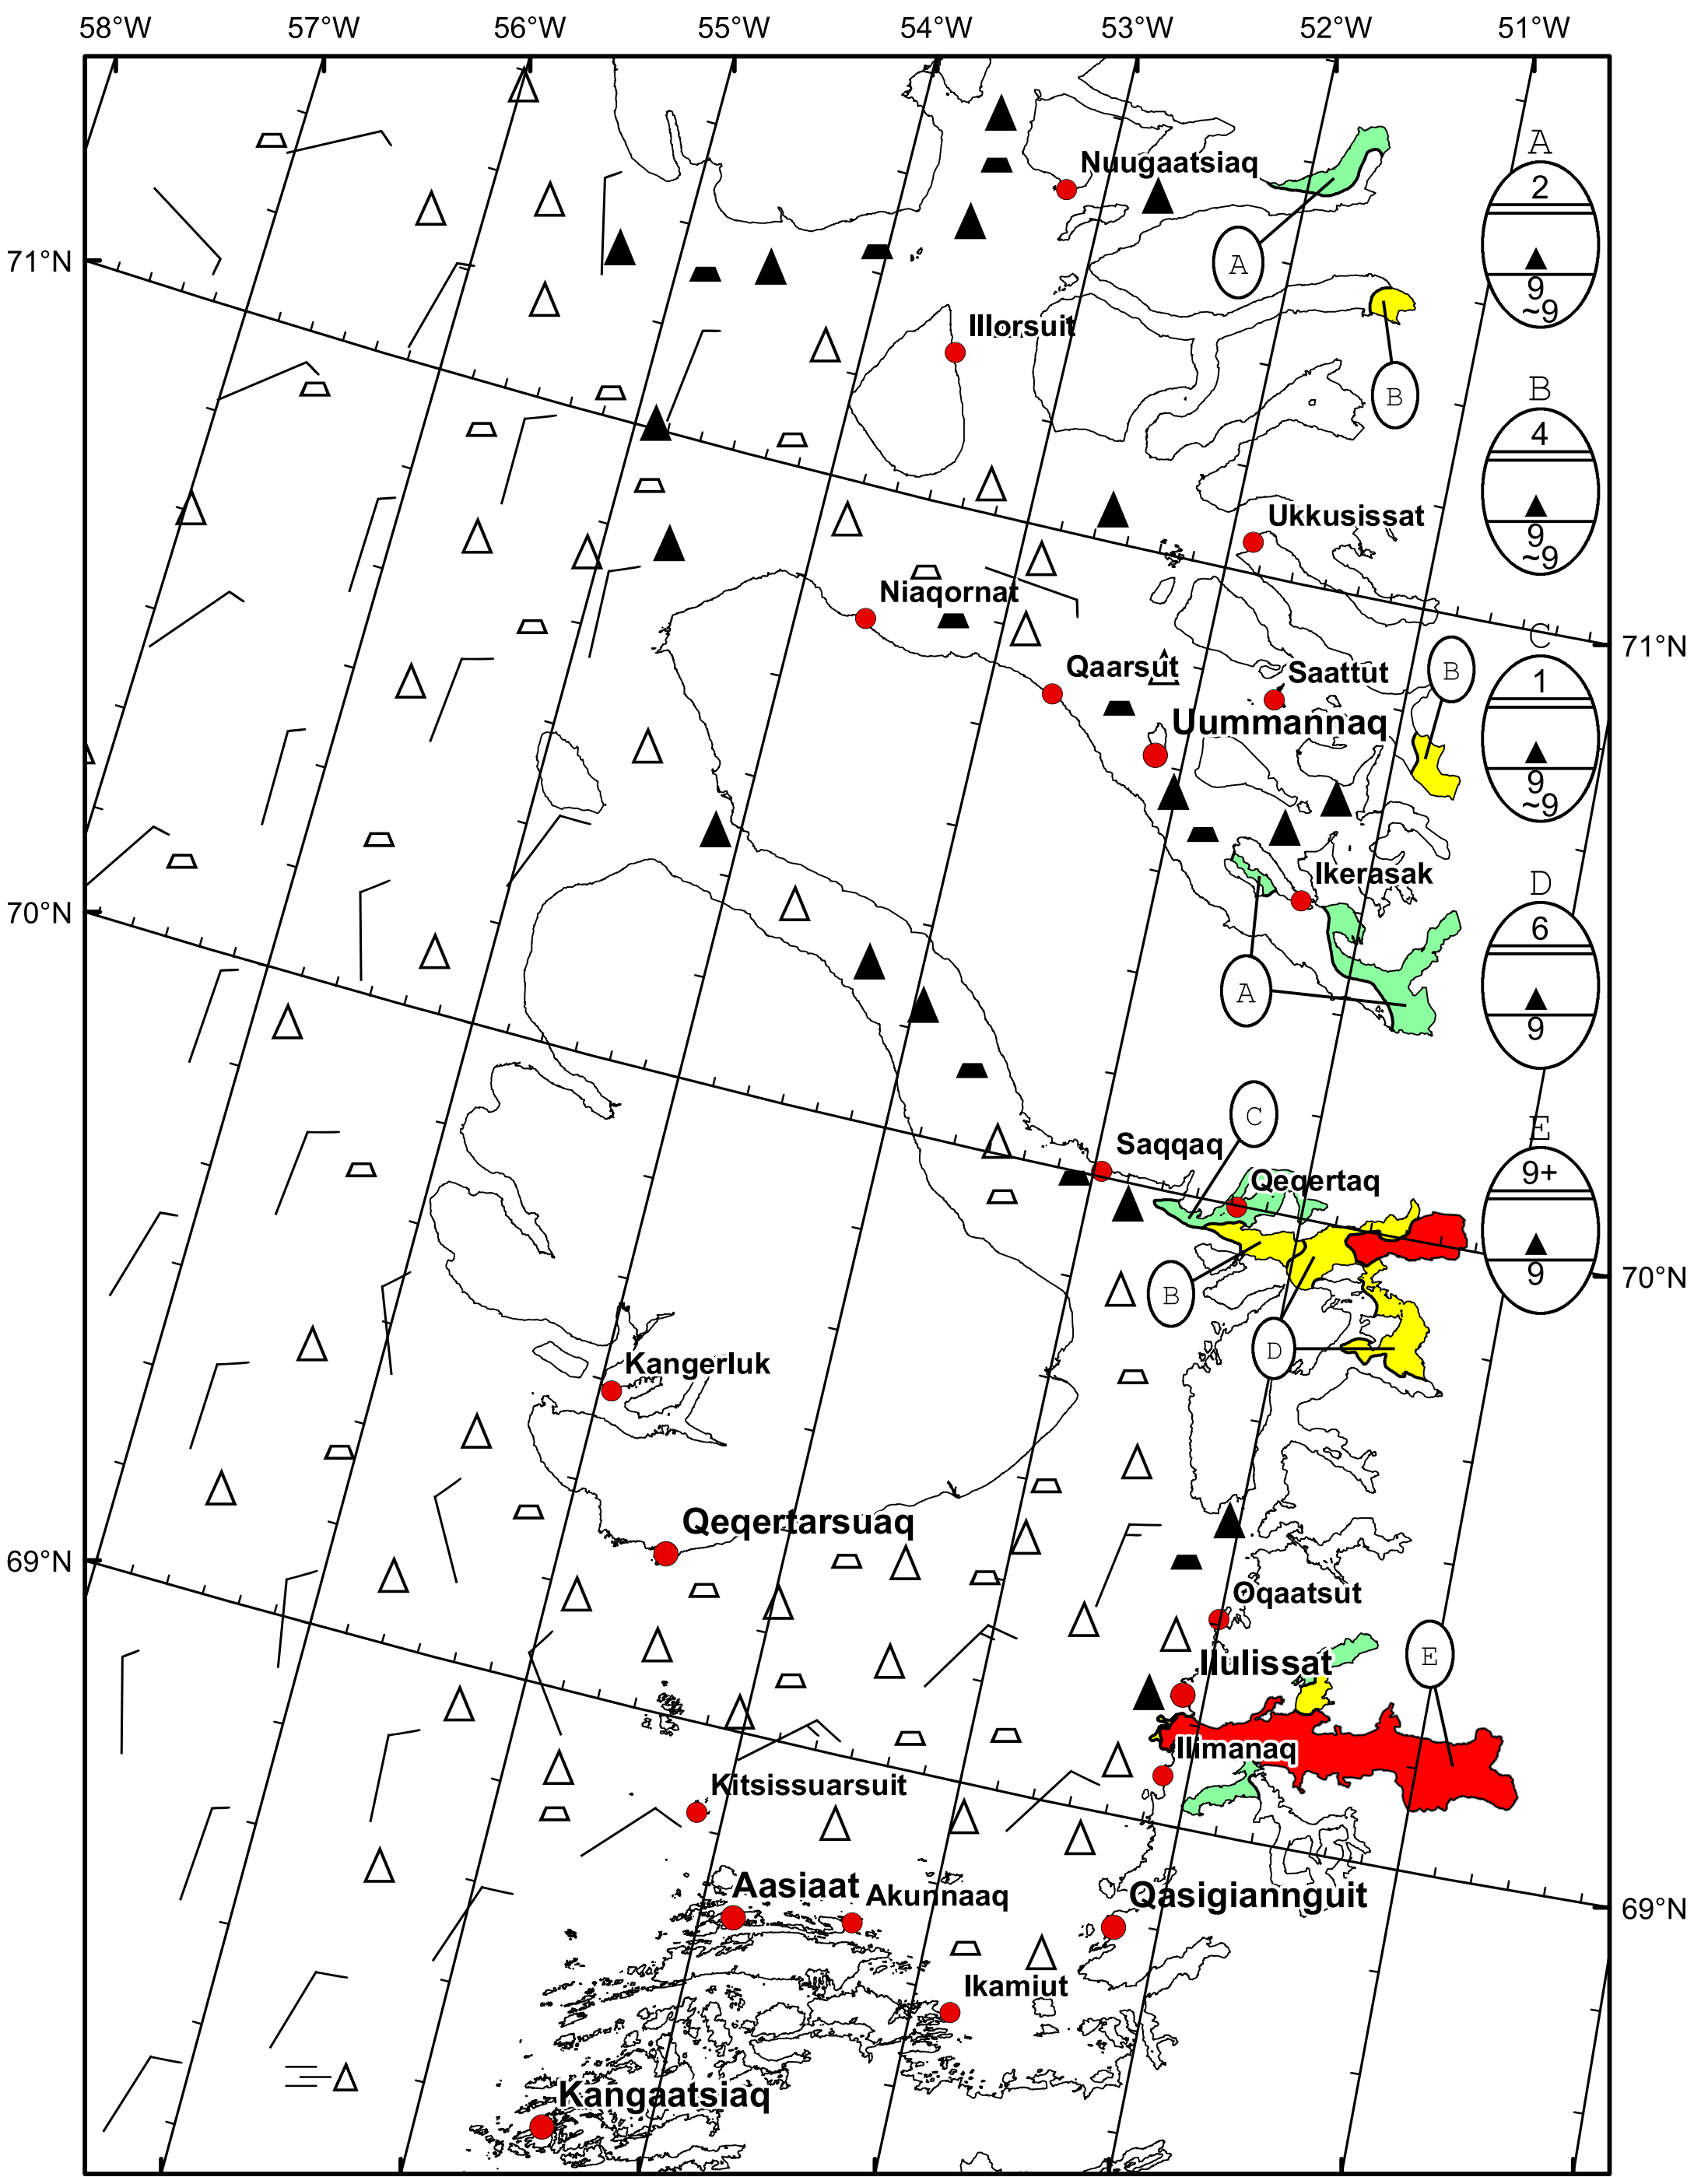 58°W 57°W 56°W 55°W 54°W 53°W 52°W 51°W
A
2
9
~9
Nuugaatsiaq
71°N
A
Illorsuit
B
B
4
9
~9
Ukkusissat
Niaqornat
C
1
9
~9
71°N
B
Qaarsut
Saattut
Uummannaq
Ikerasak
D
6
9
70°N
A
C
E
9+
9
Saqqaq
Qeqertaq
70°N
B
D
Kangerluk
Qeqertarsuaq
69°N
Oqaatsut
E
Ilulissat
Ilimanaq
Kitsissuarsuit
Aasiaat
Akunnaaq
Qasigiannguit
69°N
Ikamiut
Kangaatsiaq